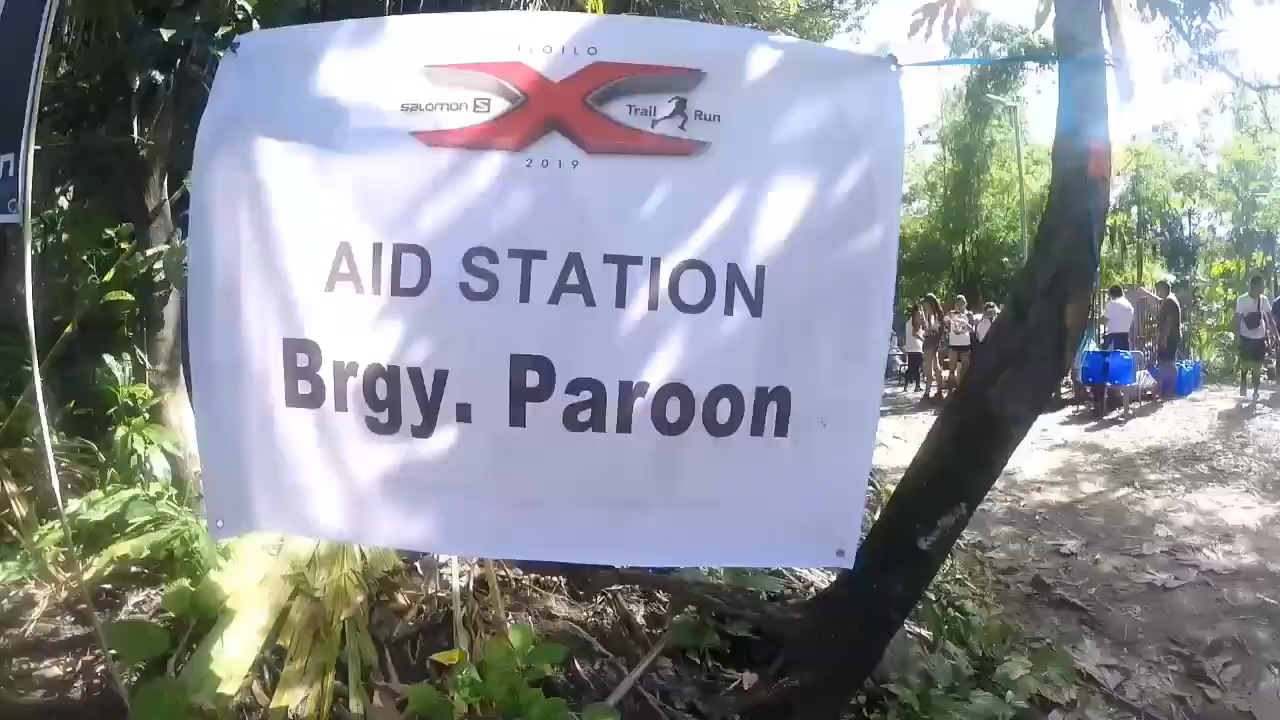 ILOILO
salomon S
Trail Run
2019
AID STATION
Brgy. Paroon